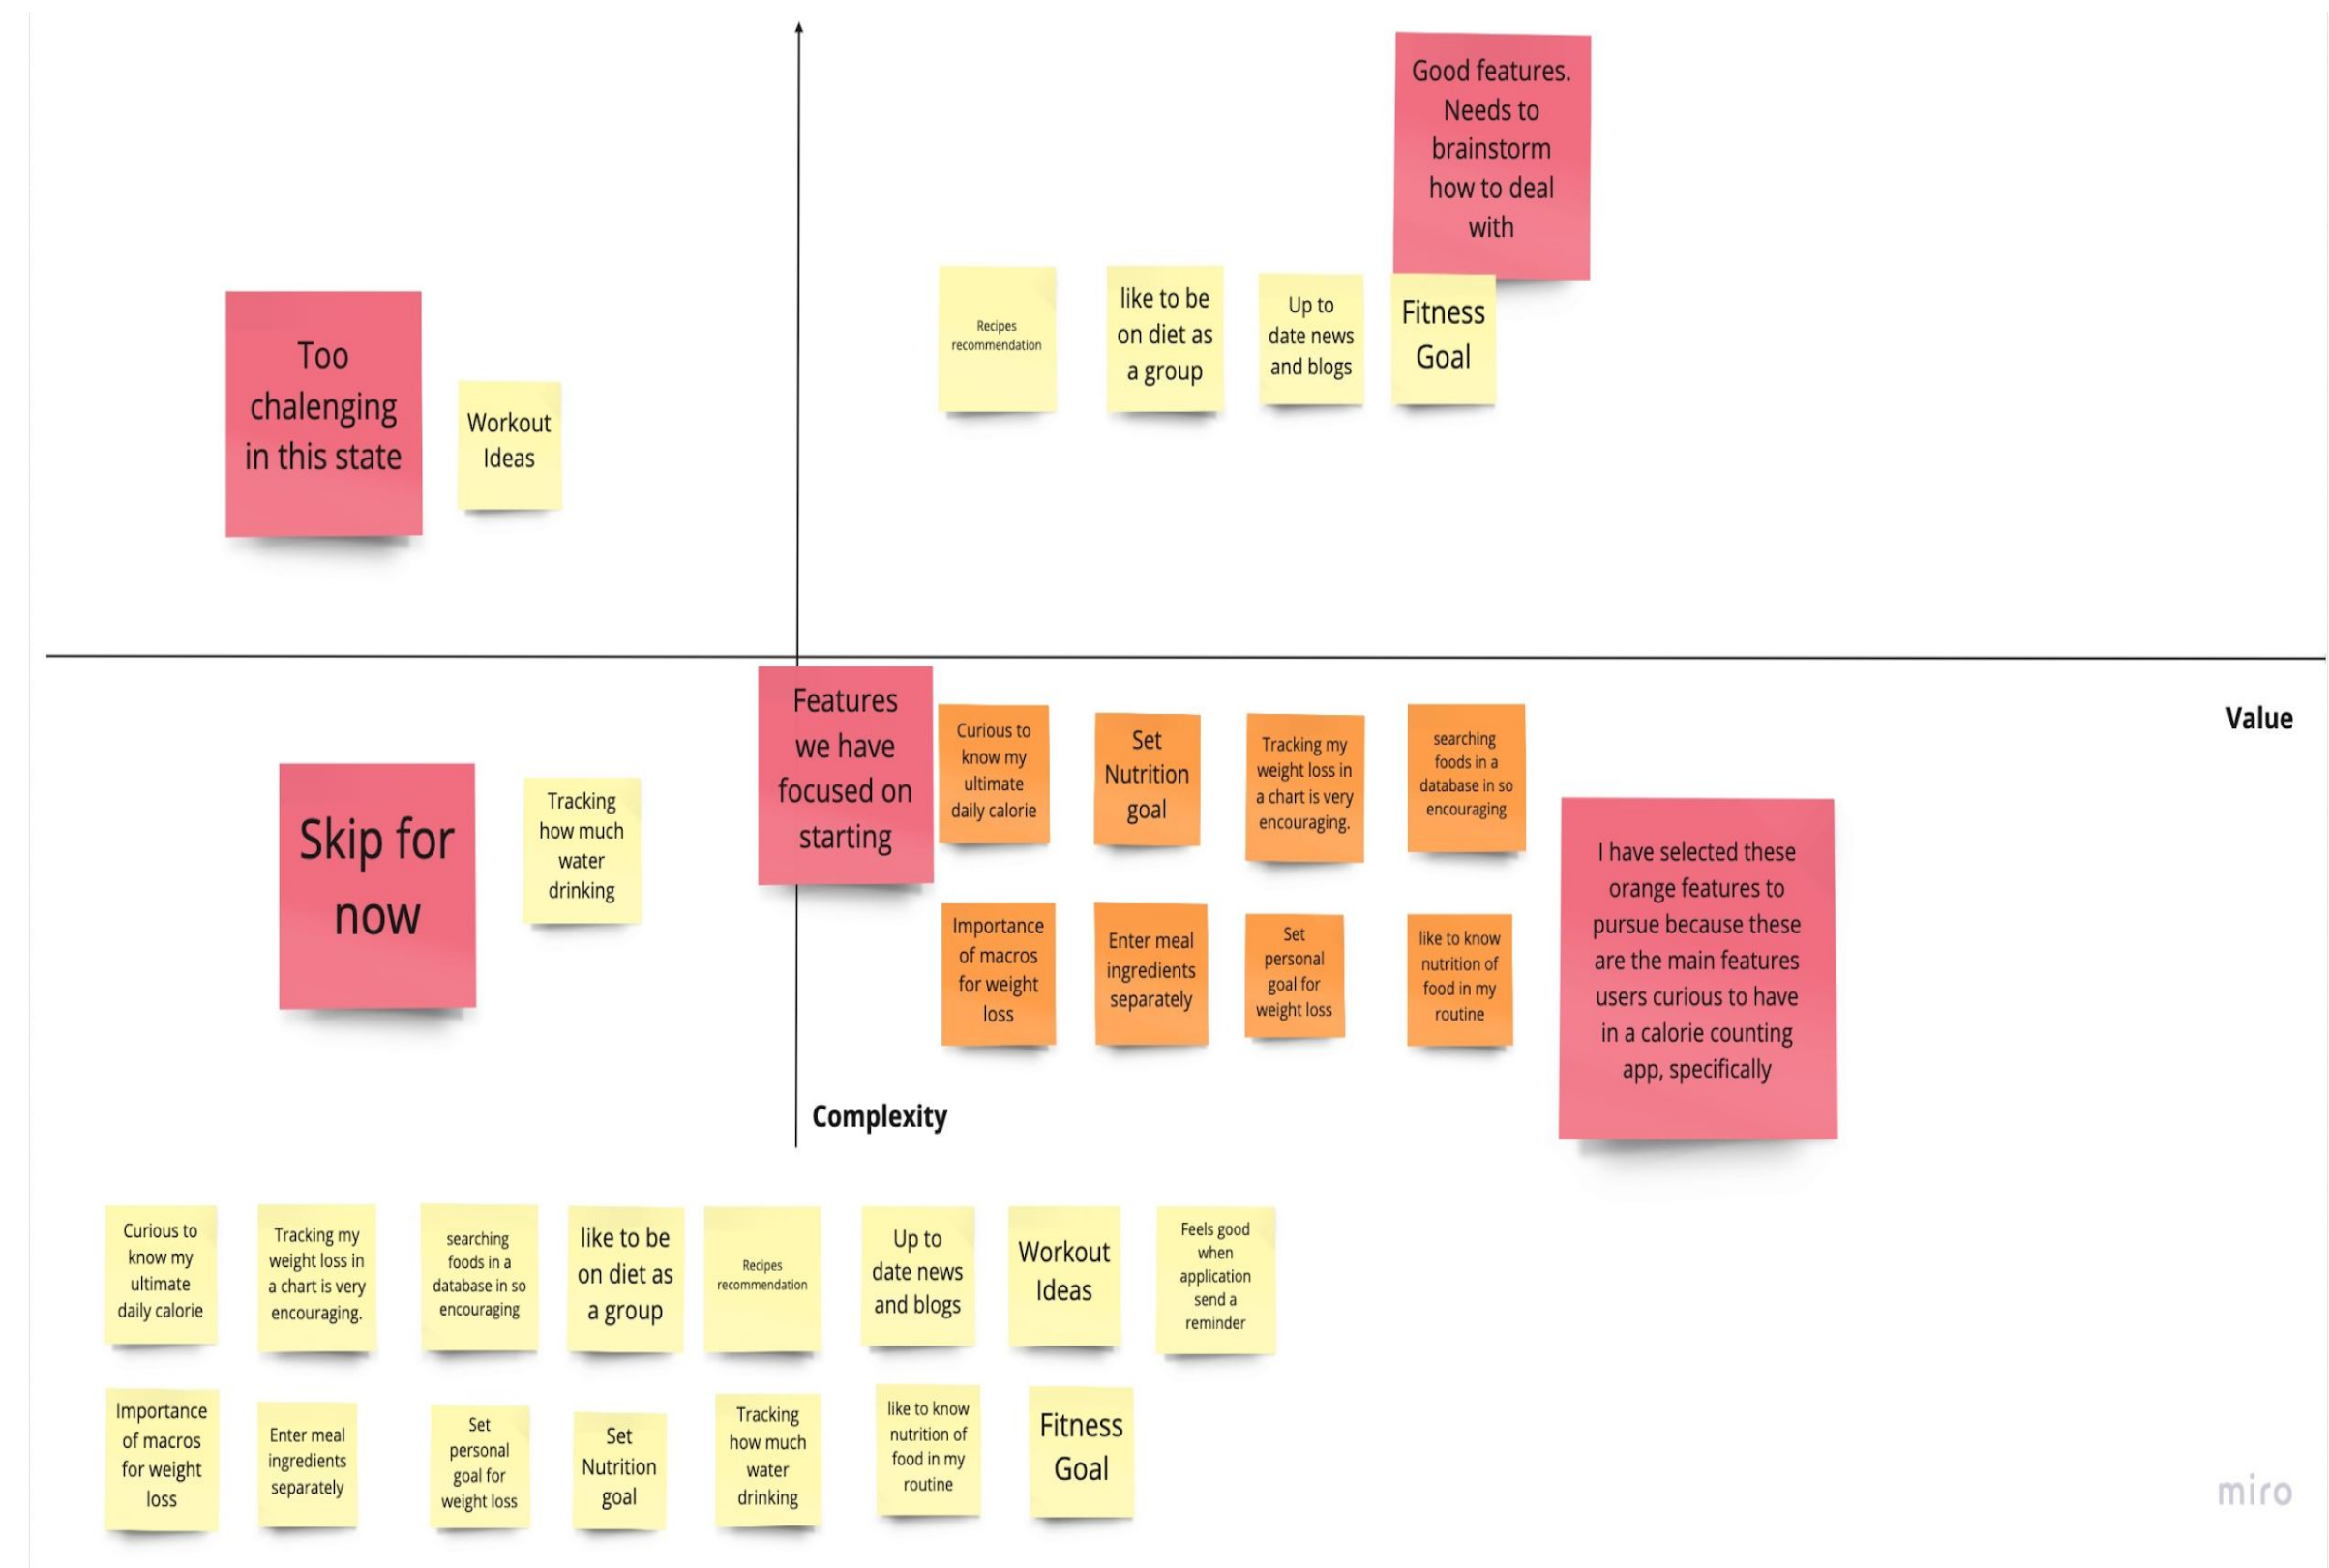 Good features.
Needs to
brainstorm
how to deal
with
Too
chalenging
in this state
Workout
Ideas
Recipes
recommendation
like to be
on diet as
a group
Up to
date news
and blogs
Fitness
Goal
Value
Skip for
now
Tracking
how much
water
drinking
Features
we have
focused on
starting
Curious to
know my
ultimate
daily calorie
Set
Nutrition
goal
Tracking my
weight loss in
a chart is very
encouraging.
searching
foods in a
database in so
encouraging
Importance
of macros
for weight
loss
Enter meal
ingredients
separately
Set
personal
goal for
weight loss
like to know
nutrition of
food in my
routine
I have selected these
orange features to
pursue because these
are the main features
users curious to have
in a calorie counting
app, specifically
Complexity
Curious to
know my
ultimate
daily calorie
Tracking my
weight loss in
a chart is very
encouraging.
searching
foods in a
database in so
encouraging
like to be
on diet as
a group
Recipes
recommendation
Up to
date news
and blogs
Workout
Ideas
Feels good
when
application
send a
reminder
Importance
of macros
for weight
loss
Enter meal
ingredients
separately
Set
personal
goal for
weight loss
Set
Nutrition
goal
Tracking
how much
water
drinking
like to know
nutrition of
food in my
routine
Fitness
Goal
miro